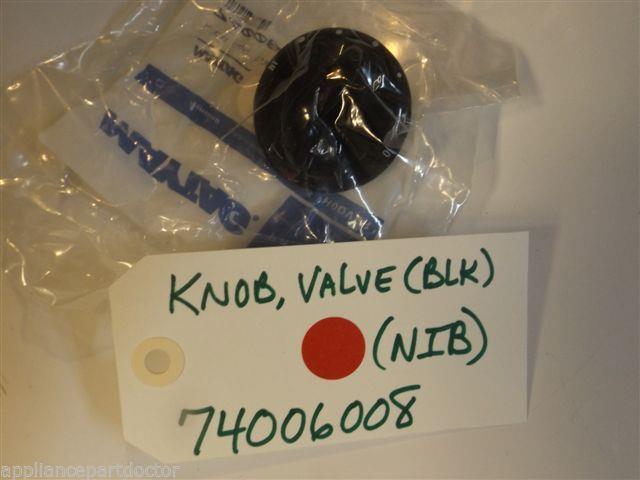 MAYTAG
KNOB, VALVE (BLK)
(NIB)
74006008
appliancepartdoctor